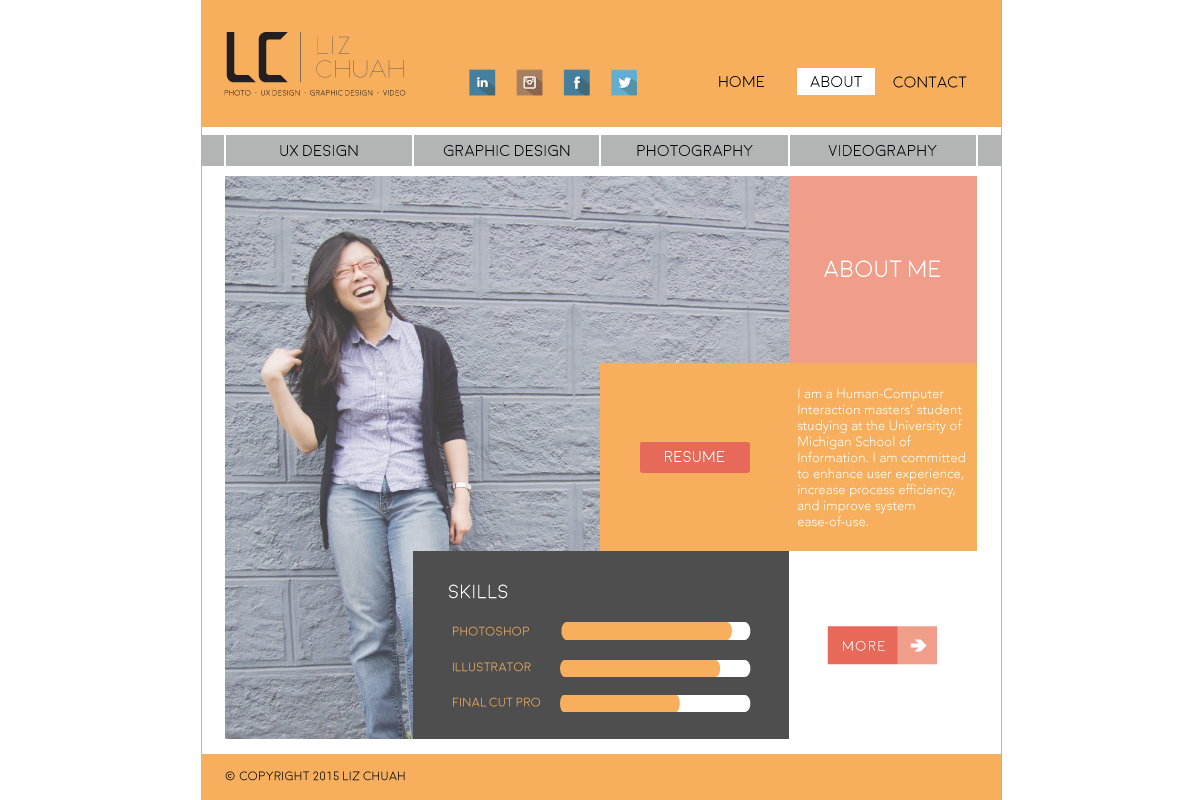 LC
LIZ
CHUAH
PHOTO · UX DESIGN · GRAPHIC DESIGN · VIDEO
in
f
HOME
ABOUT
CONTACT
UX DESIGN
GRAPHIC DESIGN
PHOTOGRAPHY
VIDEOGRAPHY
ABOUT ME
I am a Human-Computer
Interaction masters' student
studying at the University of
Michigan School of
Information. I am committed
to enhance user experience,
increase process efficiency,
and improve system
ease-of-use.
RESUME
SKILLS
PHOTOSHOP
ILLUSTRATOR
FINAL CUT PRO
MORE
© COPYRIGHT 2015 LIZ CHUAH